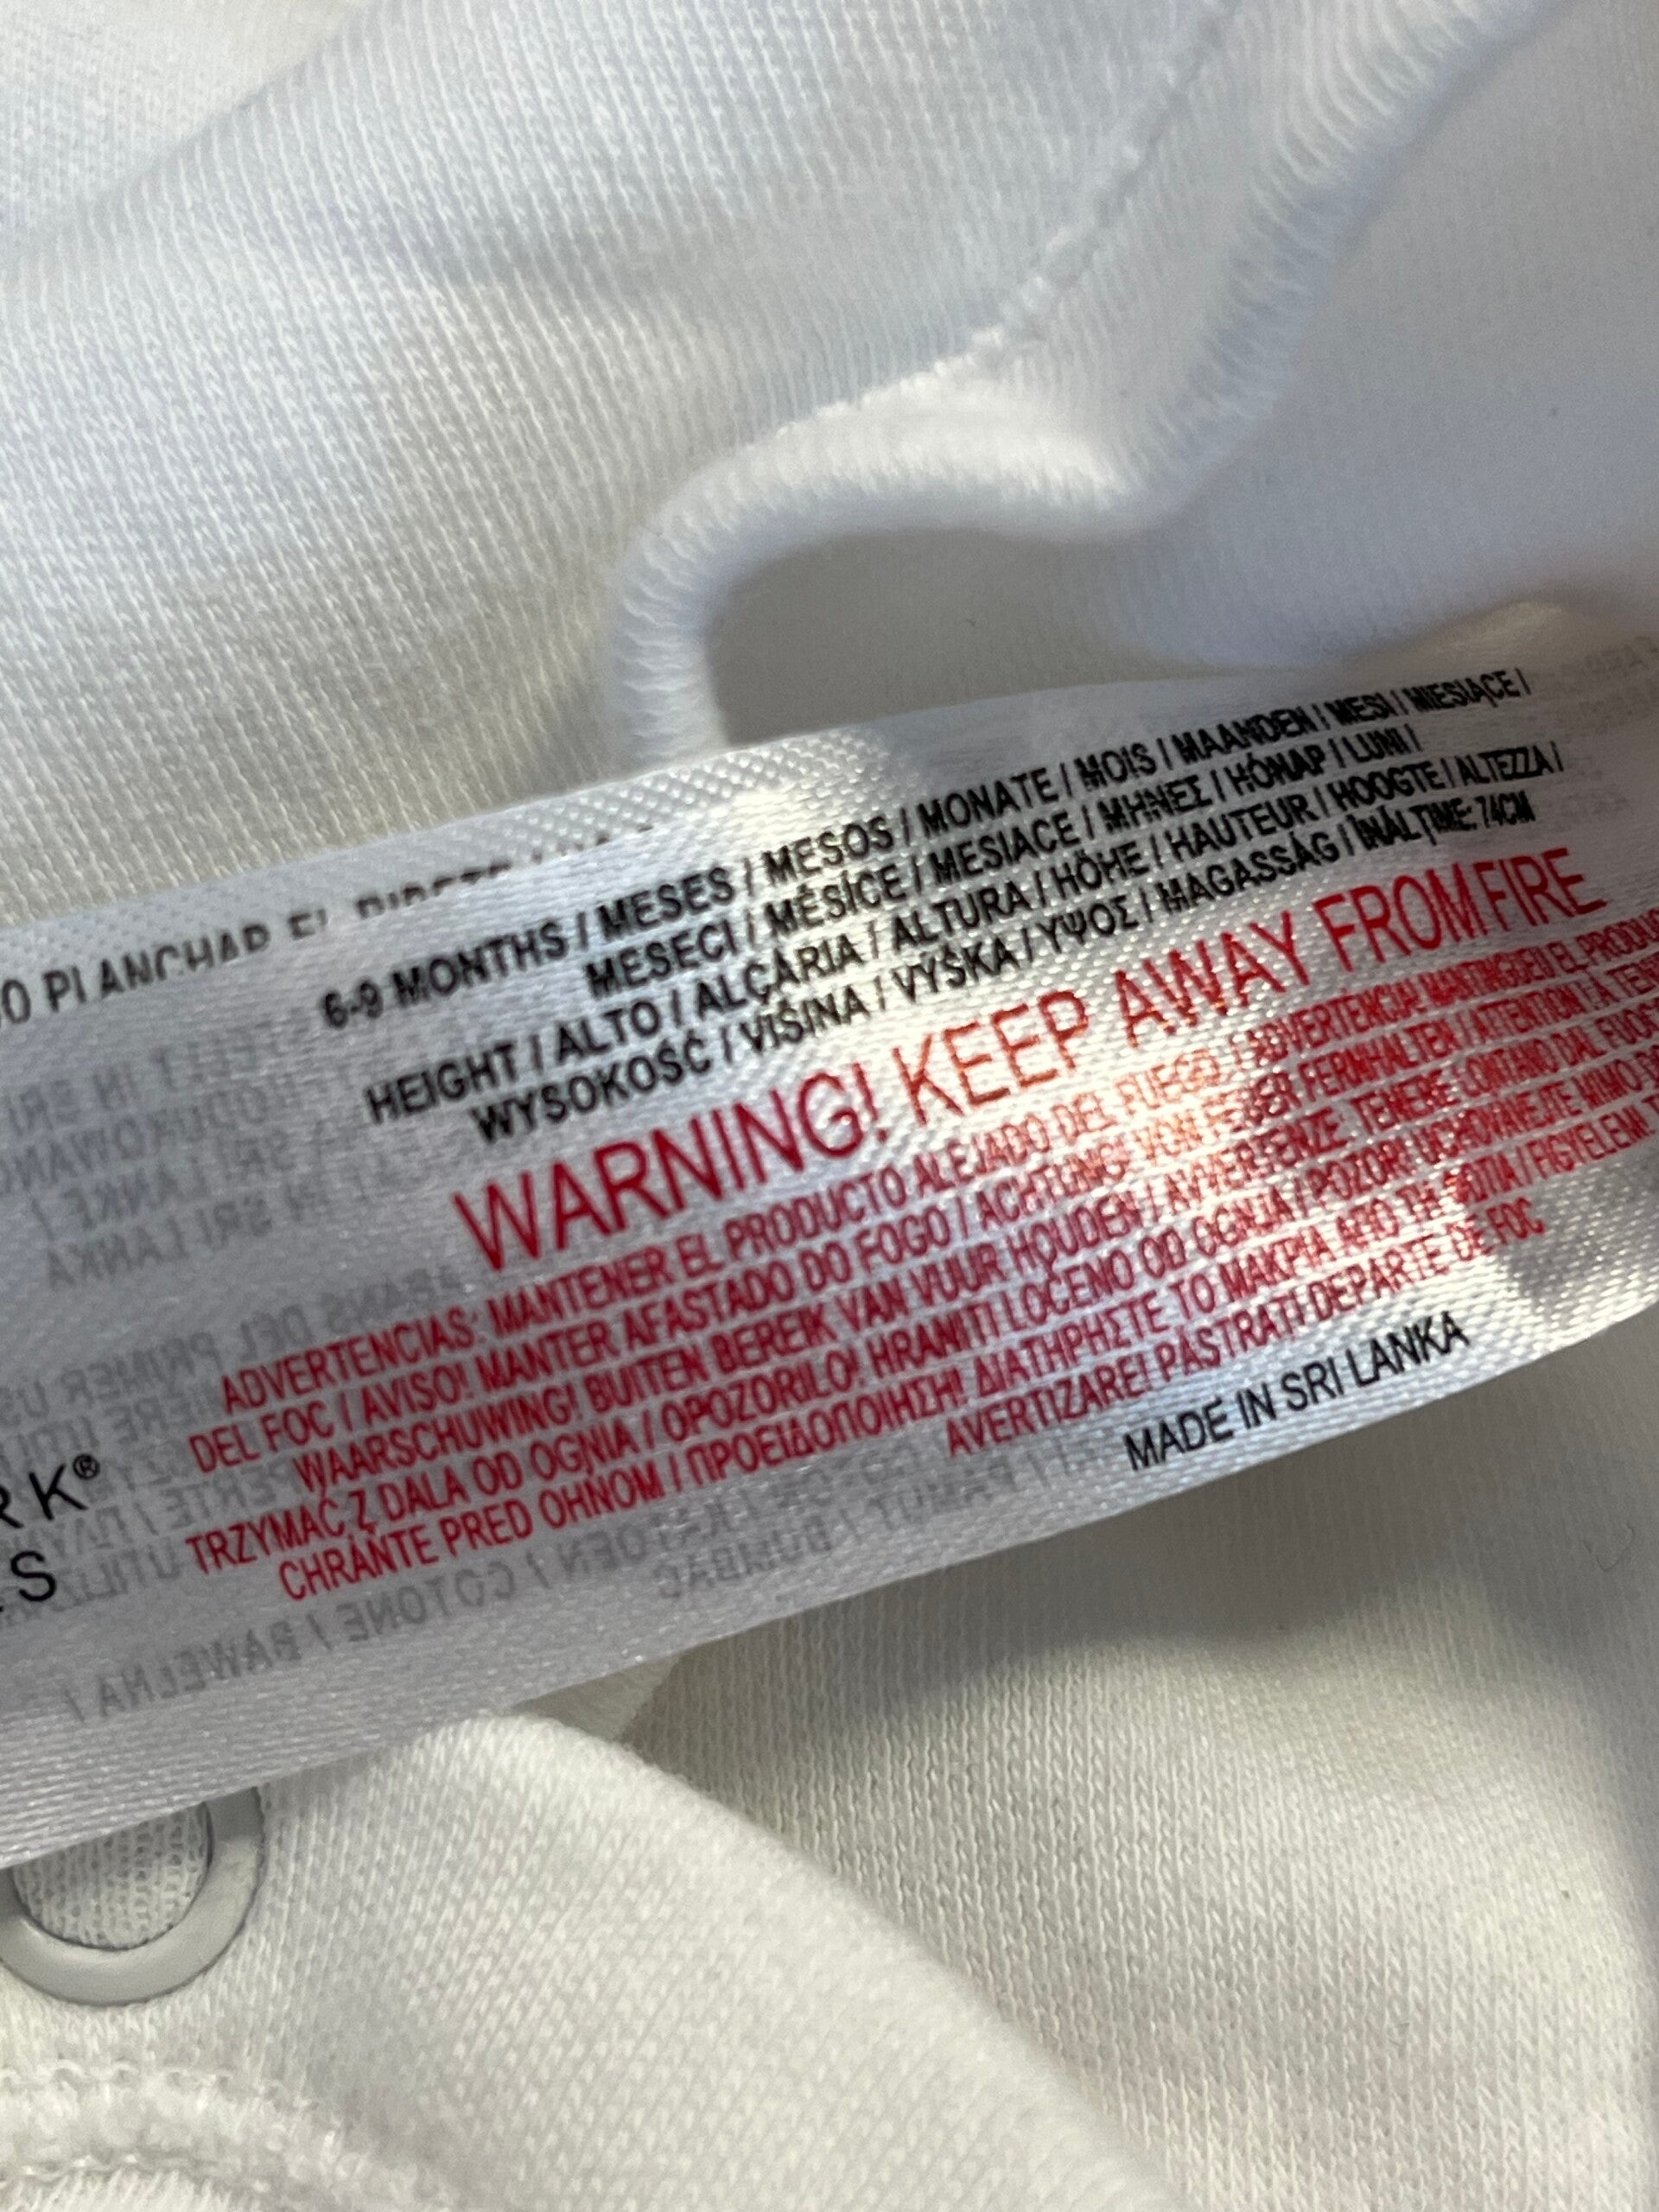 PLANCHAR EL
6-9 MONTHS / MESES / MESOS / MONATE / MOIS / MAANDEN / MESI / MIESIĄCE /
MESECI / MĚSÍCE / MESIACE / ΜΗΝΕΣ / HÓNAP / LUNI /
HEIGHT / ALTO / ALÇÀRIA / ALTURA / HÖHE / HAUTEUR / HOOGTE / ALTEZZA /
WYSOKOŚĆ / VIŠINA / VÝŠKA / ΥΨΟΣ / MAGASSÁG / ÎNĂLȚIME: 74CM
WARNING! KEEP AWAY FROM FIRE
ADVERTENCIAS: MANTENER EL PRODUCTO ALEJADO DEL FUEGO. / ADVERTÈNCIA! MANTINGUEU EL
DEL FOC / AVISO! MANTER AFASTADO DO FOGO / ACHTUNG! VON FEUER FERNHALTEN / ATTENTION !
WAARSCHUWING! BUITEN BEREIK VAN VUUR HOUDEN / AVVERTENZE: TENERE LONTANO DAL
TRZYMAĆ Z DALA OD OGNIA / OPOZORILO! HRANITI LOČENO OD OGNJA / POZOR! UCHOVÁVEJTE MIMO
CHRÁNTE PRED OHŇOM / ΠΡΟΕΙΔΟΠΟΙΗΣΗ! ΔΙΑΤΗΡΗΣΤΕ ΤΟ ΜΑΚΡΙΑ ΑΠΟ ΤΗ ΦΩΤΙΑ / FIGYELEM!
AVERTIZARE! PĂSTRAȚI DEPARTE DE FOC
MADE IN SRI LANKA
RK®
S